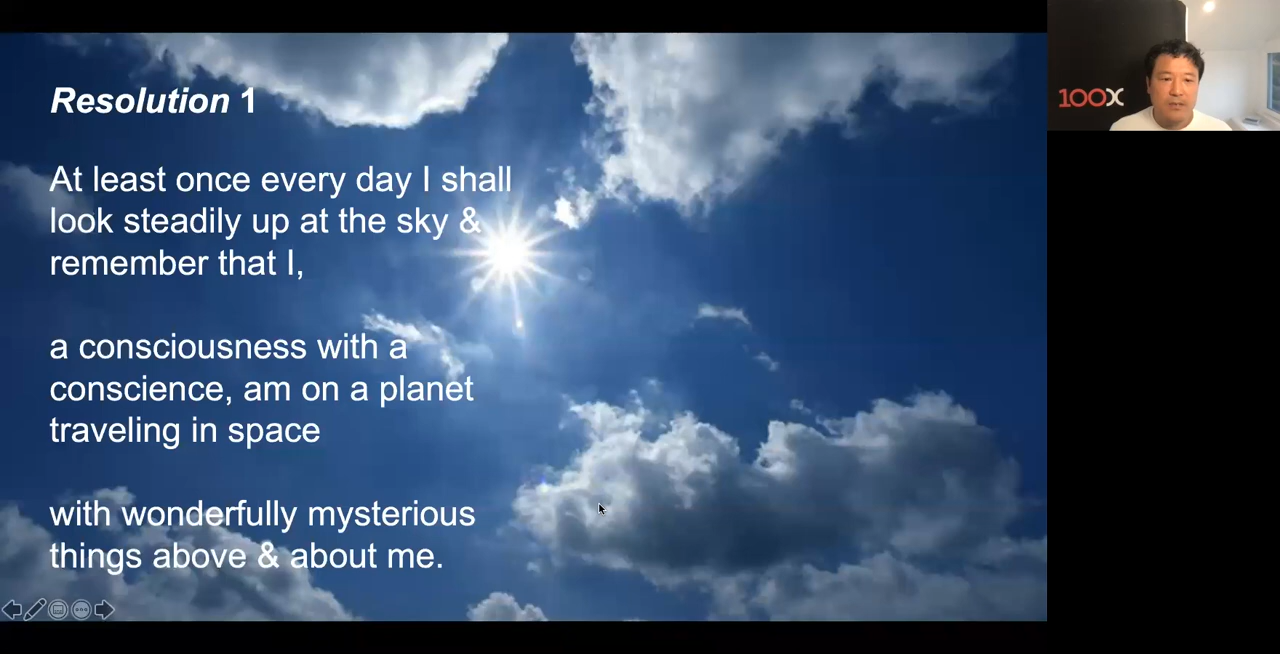 Resolution 1
At least once every day I shall
look steadily up at the sky &
remember that I,
a consciousness with a
conscience, am on a planet
traveling in space
with wonderfully mysterious
things above & about me.
100X